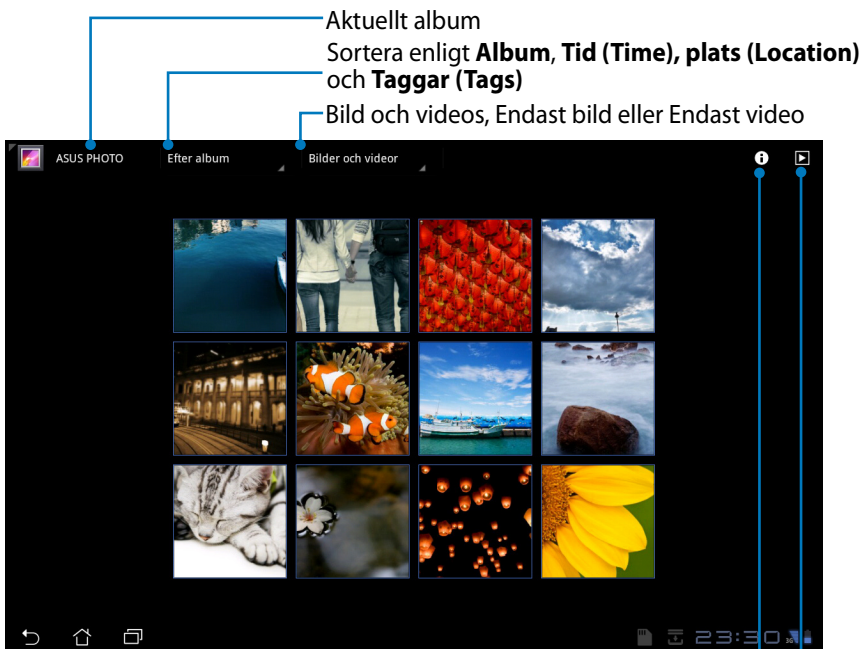 Aktuellt album
Sortera enligt Album, Tid (Time), plats (Location)
och Taggar (Tags)
Bild och videos, Endast bild eller Endast video
ASUS PHOTO
Efter album
Bilder och videor
23:30
3G